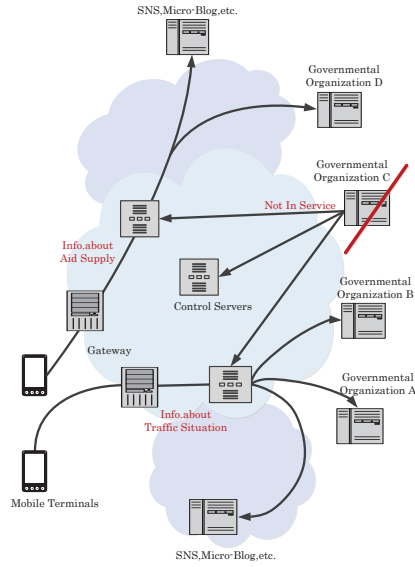 SNS,Micro-Blog,etc.
Governmental
Organization D
Governmental
Organization C
Not In Service
Info.about
Aid Supply
Control Servers
Governmental
Organization B
Gateway
Governmental
Organization A
Info.about
Traffic Situation
Mobile Terminals
SNS,Micro-Blog,etc.